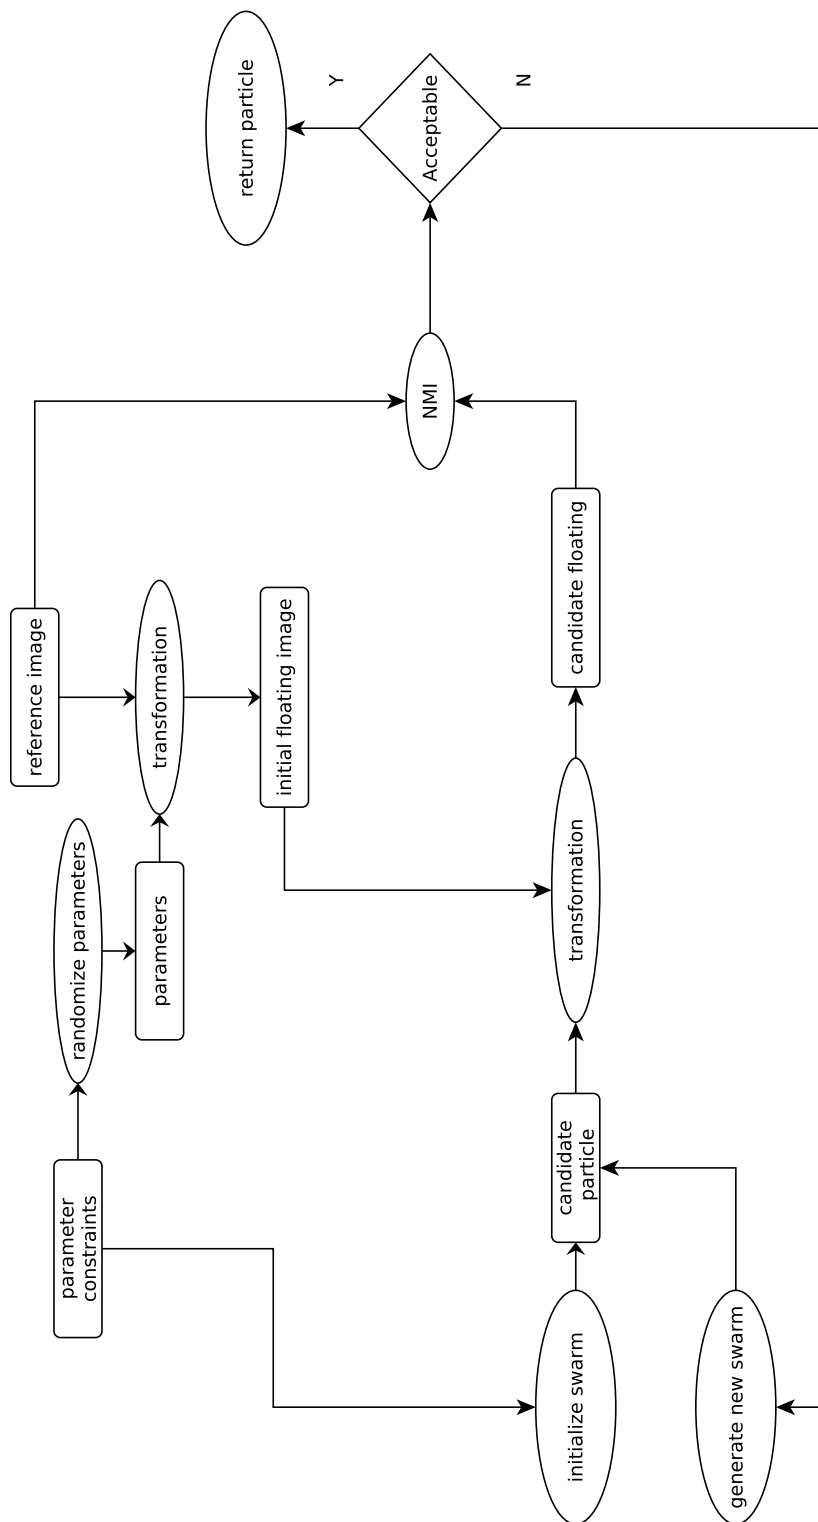 parameter
constraints
randomize parameters
parameters
reference image
transformation
initial floating image
initialize swarm
candidate
particle
transformation
candidate floating
NMI
Acceptable
Y
return particle
N
generate new swarm